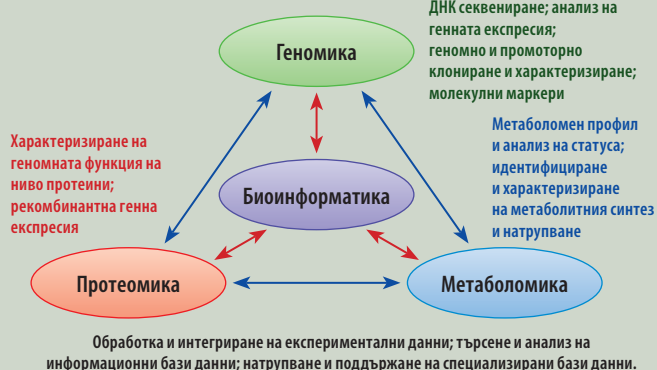 ДНК секвениране; анализ на
генната експресия;
геномно и промоторно
клониране и характеризиране;
молекулни маркери
Геномика
Метаболомен профил
и анализ на статуса;
идентифициране
и характеризиране
на метаболитния синтез
и натрупване
Характеризиране на
геномната функция на
ниво протеини;
рекомбинантна генна
експресия
Биоинформатика
Протеомика
Метаболомика
Обработка и интегриране на експериментални данни; търсене и анализ на
информационни бази данни; натрупване и поддържане на специализирани бази данни.